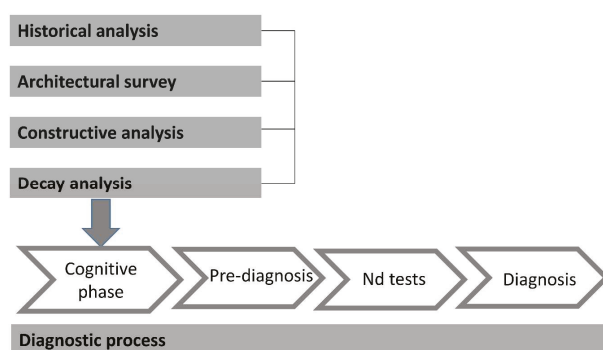 Historical analysis
Architectural survey
Constructive analysis
Decay analysis
Cognitive
phase
Pre-diagnosis
Nd tests
Diagnosis
Diagnostic process